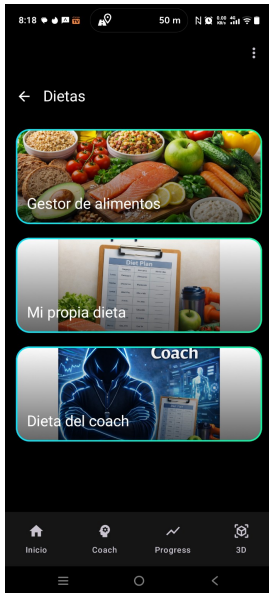 8:18
50 m
Dietas
Gestor de alimentos
Diet Plan
Mi propia dieta
Coach
Dieta del coach
Inicio
Coach
Progress
3D